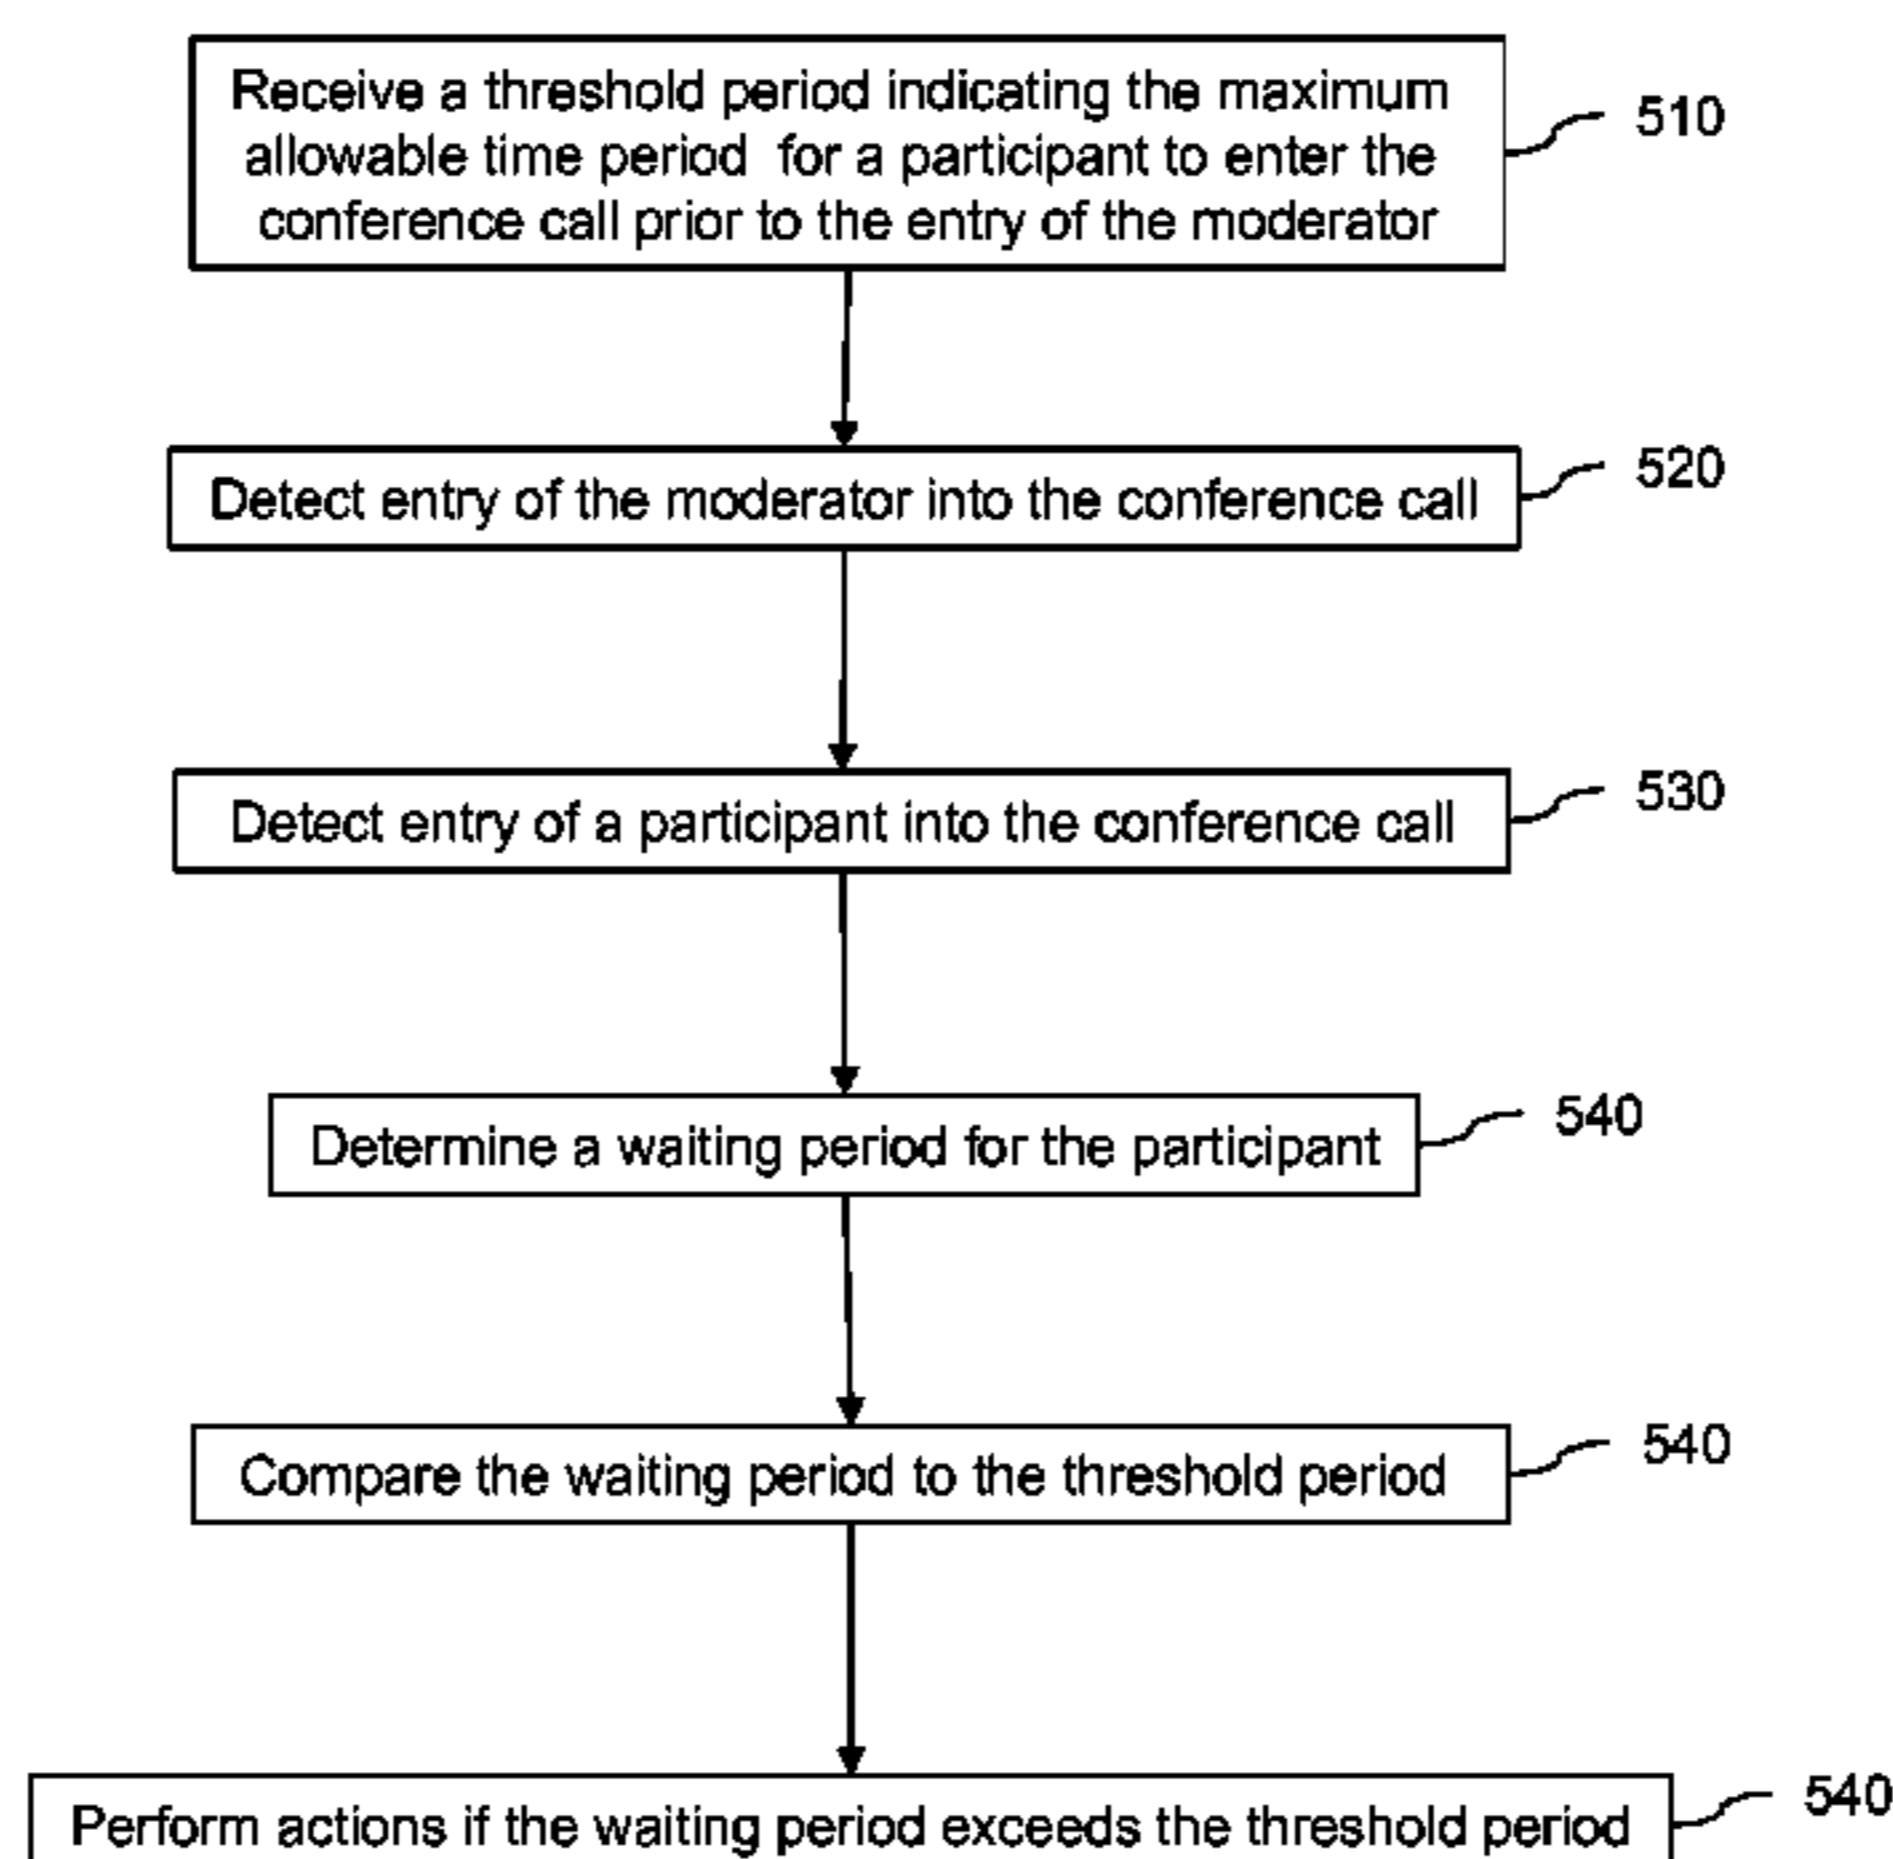 Receive a threshold period indicating the maximum
allowable time period for a participant to enter the
conference call prior to the entry of the moderator
510
Detect entry of the moderator into the conference call
520
Detect entry of a participant into the conference call
530
Determine a waiting period for the participant
540
Compare the waiting period to the threshold period
540
Perform actions if the waiting period exceeds the threshold period
540